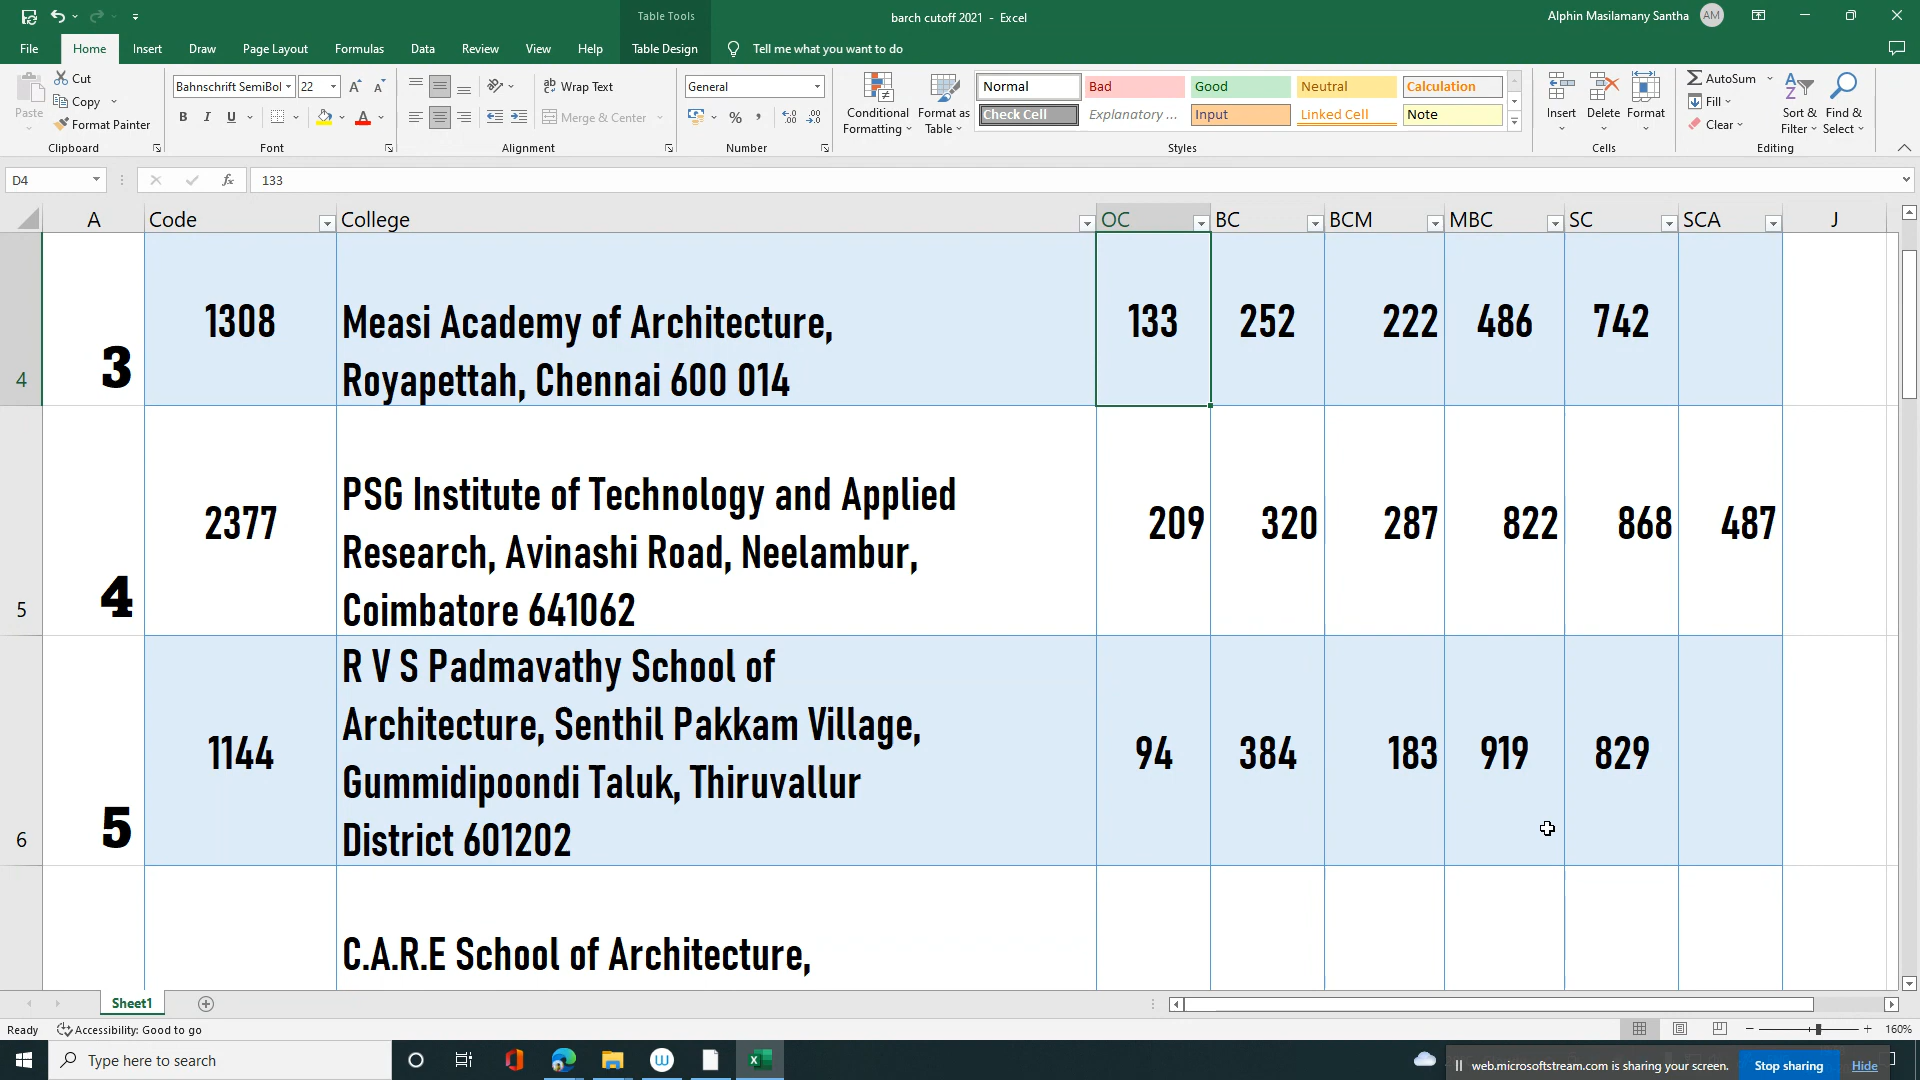 Table Tools
barch cutoff 2021 - Excel
Alphin Masilamany Santha
AM
File Home Insert Draw Page Layout Formulas Data Review View Help Table Design Tell me what you want to do
Paste
Cut
Copy
Format Painter
Clipboard
Bahnschrift SemiBol 22
B I U
Font
Wrap Text
Merge & Center
Alignment
General
Number
Conditional
Formatting
Format as
Table
Normal Bad Good Neutral Calculation
Check Cell Explanatory ... Input Linked Cell Note
Styles
Insert Delete Format
Cells
AutoSum
Fill
Clear
Sort &
Filter
Find &
Select
Editing
D4 fx 133
A Code College OC BC BCM MBC SC SCA J
4 3 1308 Measi Academy of Architecture,
Royapettah, Chennai 600 014
133 252 222 486 742
5 4 2377 PSG Institute of Technology and Applied
Research, Avinashi Road, Neelambur,
Coimbatore 641062
209 320 287 822 868 487
6 5 1144 R V S Padmavathy School of
Architecture, Senthil Pakkam Village,
Gummidipoondi Taluk, Thiruvallur
District 601202
94 384 183 919 829
C.A.R.E School of Architecture,
Sheet1
Ready Accessibility: Good to go
160%
Type here to search
web.microsoftstream.com is sharing your screen. Stop sharing Hide